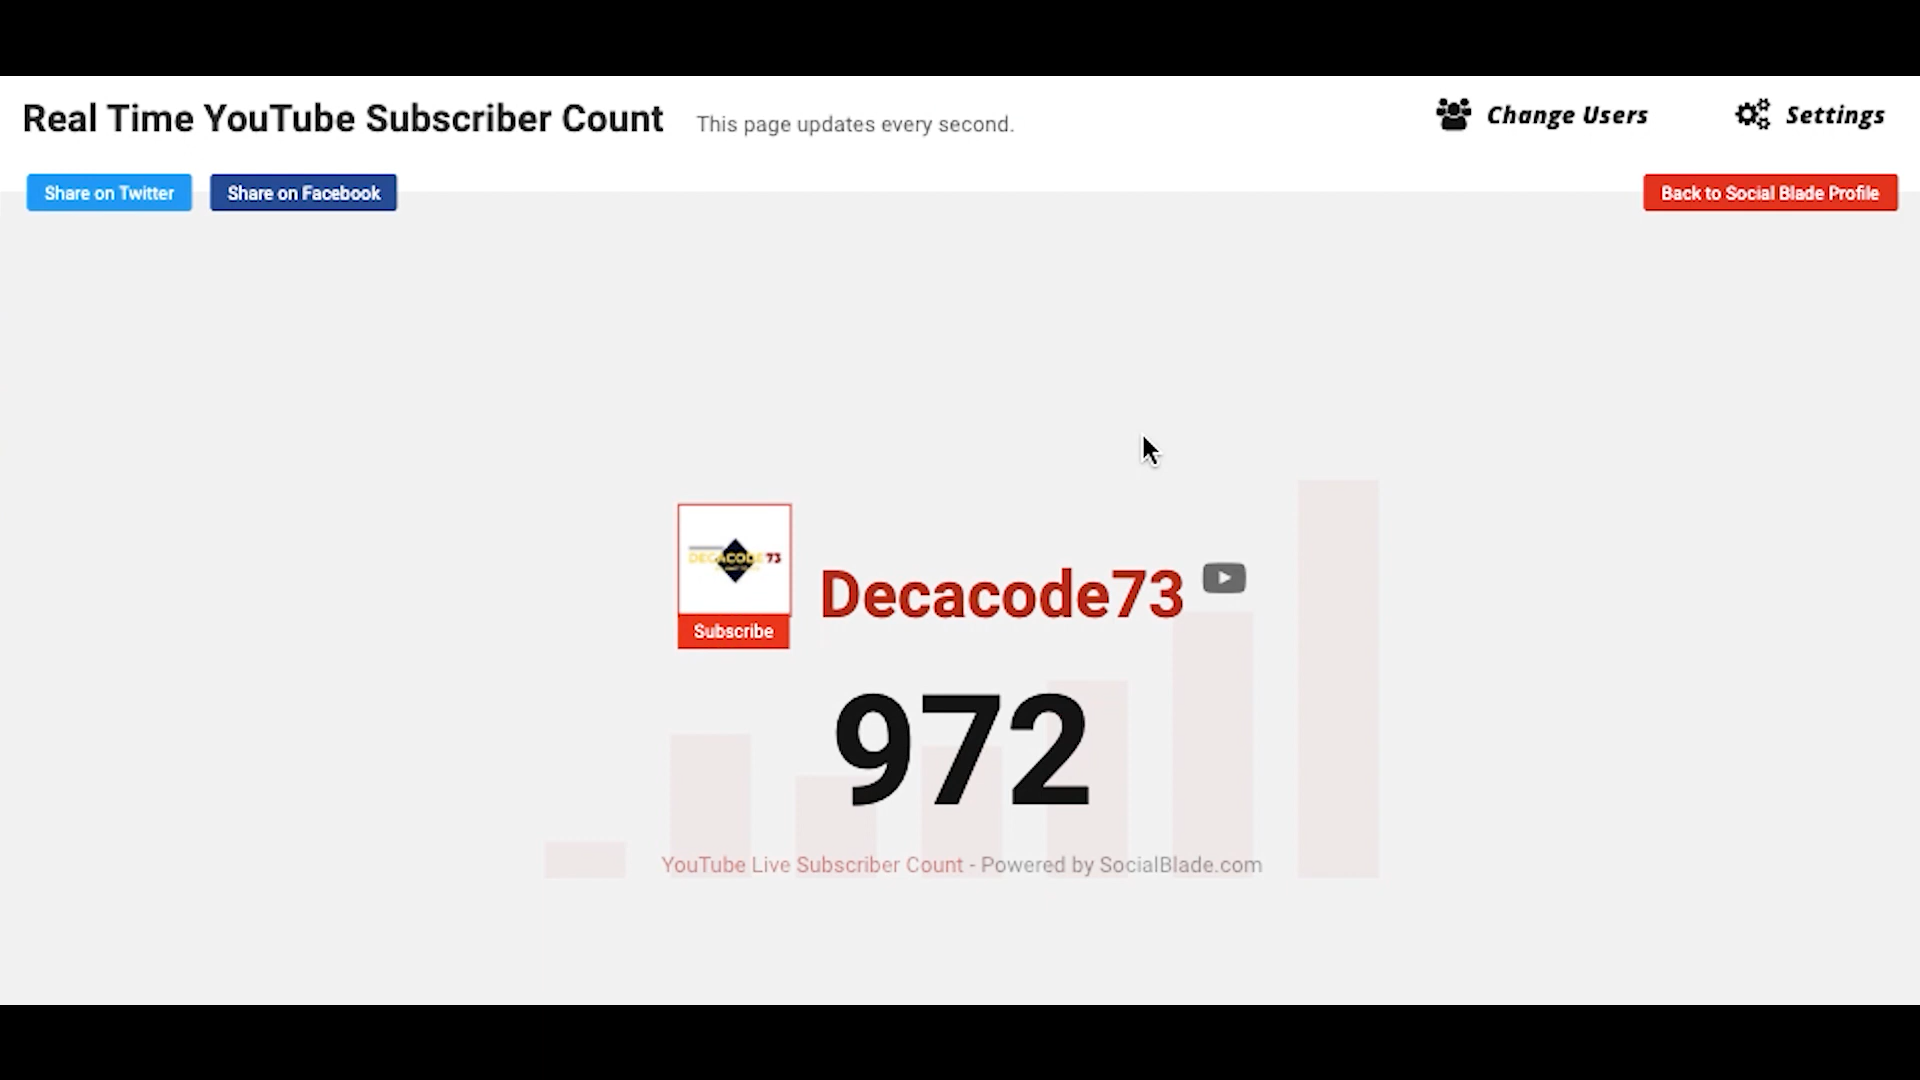 Real Time YouTube Subscriber Count
This page updates every second.
Change Users
Settings
Share on Twitter
Share on Facebook
Back to Social Blade Profile
DECACODE73
Subscribe
Decacode73
972
YouTube Live Subscriber Count - Powered by SocialBlade.com